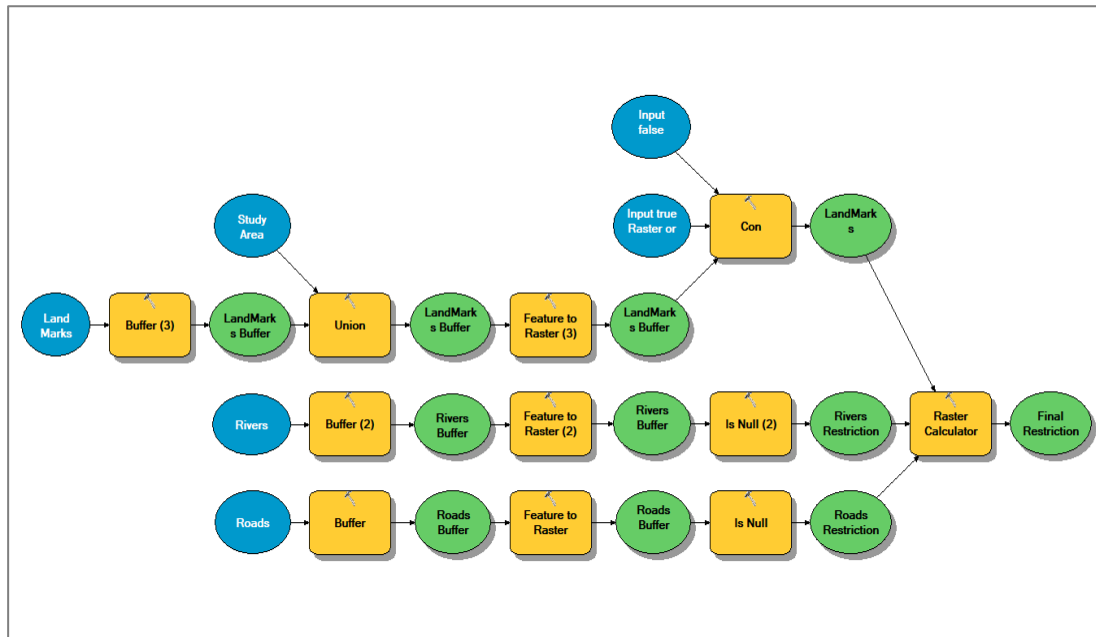 Input
false
Input true
Raster or
Con
LandMark
s
Study
Area
Land
Marks
Buffer (3)
LandMark
s Buffer
Union
LandMark
s Buffer
Feature to
Raster (3)
LandMark
s Buffer
Rivers
Buffer (2)
Rivers
Buffer
Feature to
Raster (2)
Rivers
Buffer
Is Null (2)
Rivers
Restriction
Raster
Calculator
Final
Restriction
Roads
Buffer
Roads
Buffer
Feature to
Raster
Roads
Buffer
Is Null
Roads
Restriction